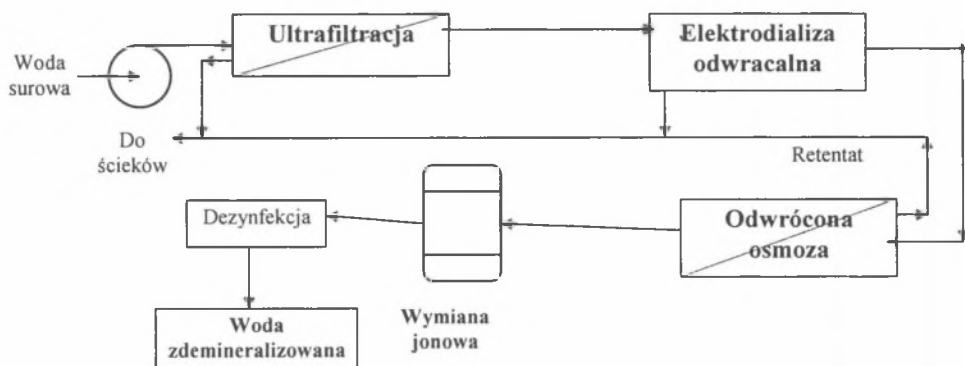 Ultrafiltracja
Elektrodializa
odwracalna
Woda
surowa
Do
ścieków
Retentat
Dezynfekcja
Odwrócona
osmoza
Wymiana
jonowa
Woda
zdemineralizowana